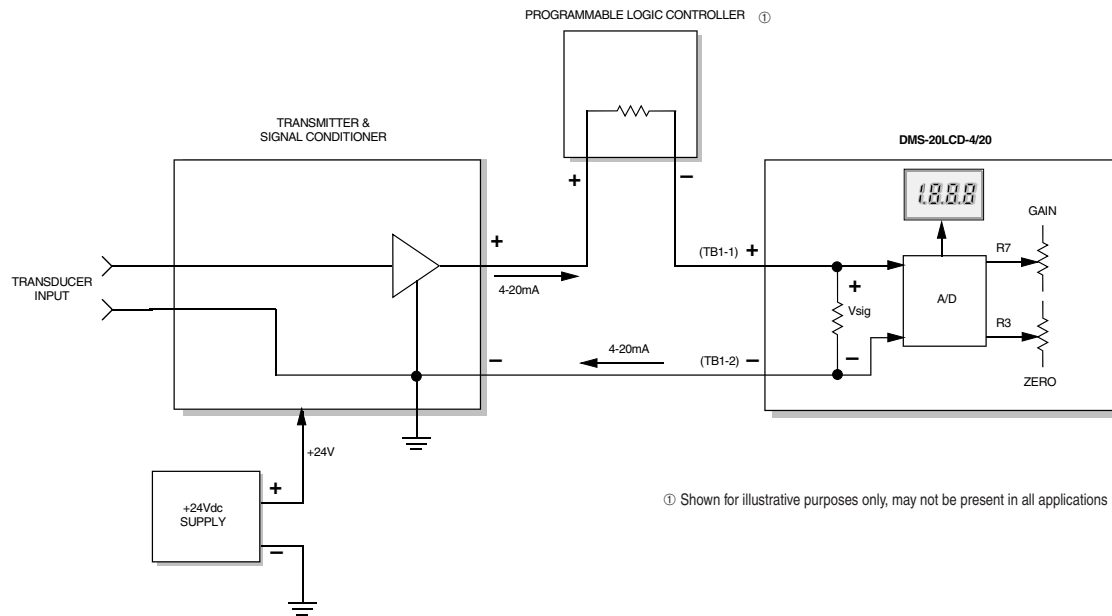 PROGRAMMABLE LOGIC CONTROLLER ①
TRANSMITTER &
SIGNAL CONDITIONER
DMS-20LCD-4/20
1.8.8.8
GAIN
+
−
+
(TB1-1) +
R7
TRANSDUCER
INPUT
4-20mA
+
Vsig
A/D
−
4-20mA
(TB1-2) −
−
R3
ZERO
+24V
+24Vdc
SUPPLY
+
−
① Shown for illustrative purposes only, may not be present in all applications